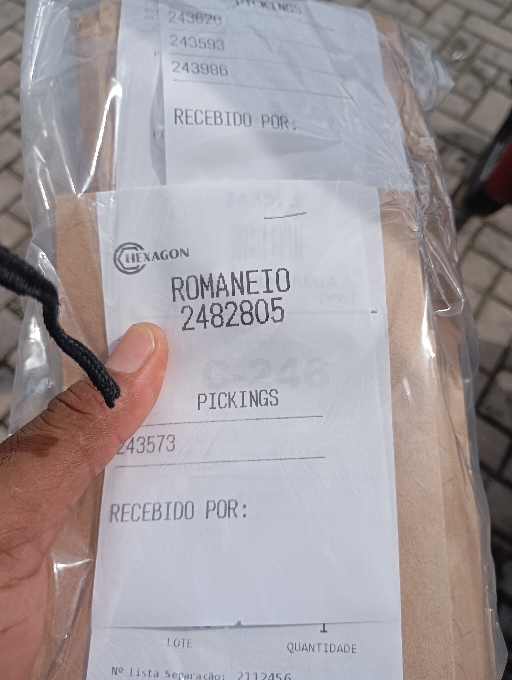 PICKINGS
243620
243593
243986
RECEBIDO POR:
HEXAGON
ROMANEIO
2482805
C-246
PICKINGS
243573
RECEBIDO POR:
1
LOTE
QUANTIDADE
Nº Lista Separação: 2112456